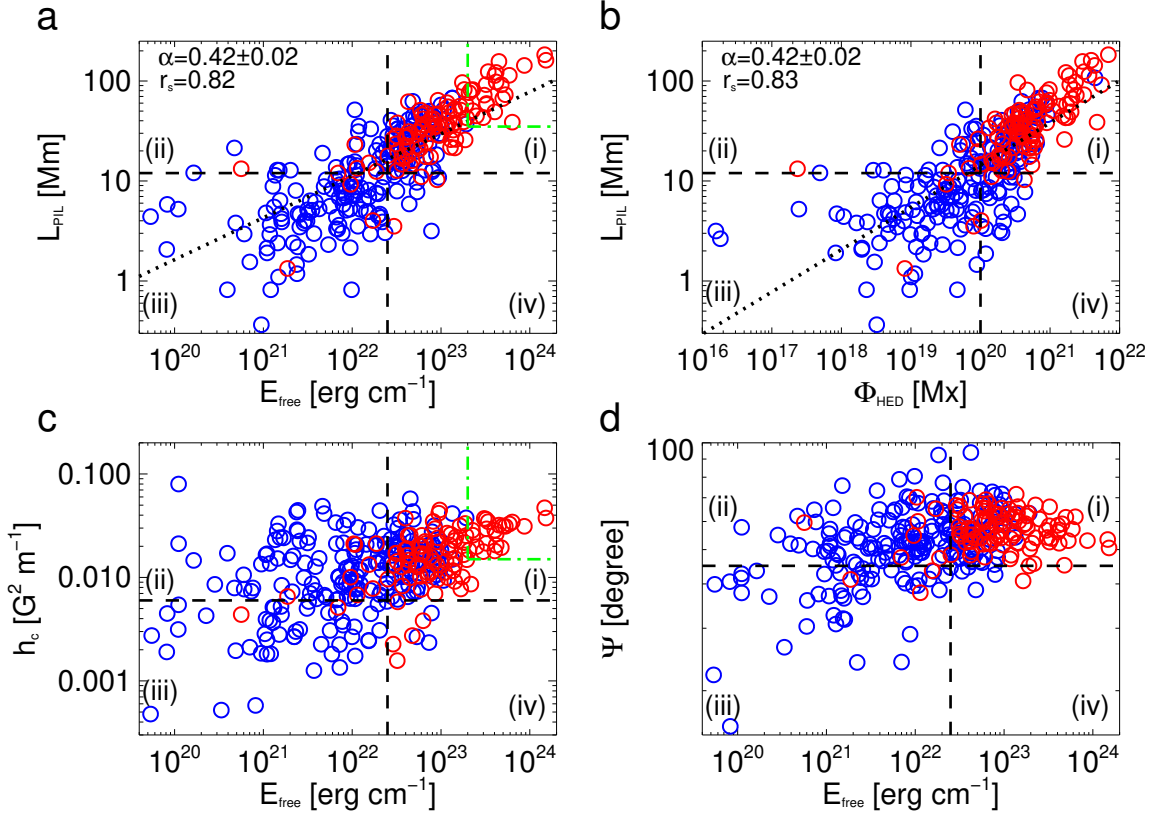 a
α=0.42±0.02
r_s=0.82
100
10
1
L_PIL [Mm]
(ii)
(i)
(iii)
(iv)
10^20 10^21 10^22 10^23 10^24
E_free [erg cm^−1]
b
α=0.42±0.02
r_s=0.83
100
10
1
L_PIL [Mm]
(ii)
(i)
(iii)
(iv)
10^16 10^17 10^18 10^19 10^20 10^21 10^22
Φ_HED [Mx]
c
0.100
0.010
0.001
h_c [G^2 m^−1]
(ii)
(i)
(iii)
(iv)
10^20 10^21 10^22 10^23 10^24
E_free [erg cm^−1]
d
100
Ψ [degree]
(ii)
(i)
(iii)
(iv)
10^20 10^21 10^22 10^23 10^24
E_free [erg cm^−1]